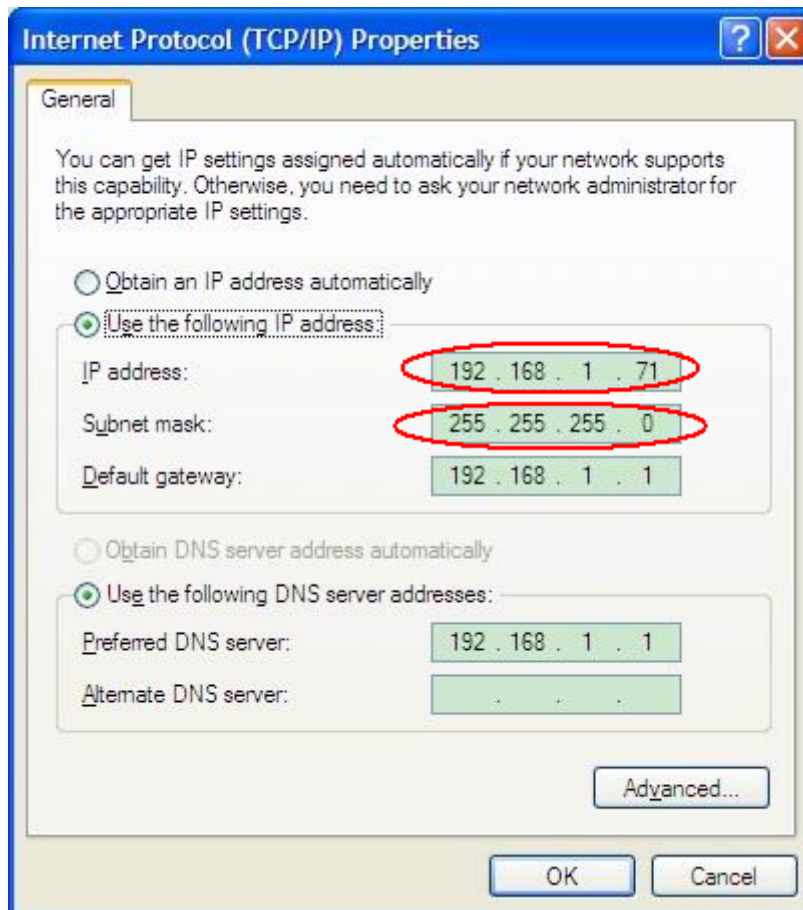 Internet Protocol (TCP/IP) Properties
General
You can get IP settings assigned automatically if your network supports
this capability. Otherwise, you need to ask your network administrator for
the appropriate IP settings.
Obtain an IP address automatically
Use the following IP address:
IP address: 192 . 168 . 1 . 71
Subnet mask: 255 . 255 . 255 . 0
Default gateway: 192 . 168 . 1 . 1
Obtain DNS server address automatically
Use the following DNS server addresses:
Preferred DNS server: 192 . 168 . 1 . 1
Alternate DNS server: . . .
Advanced...
OK Cancel